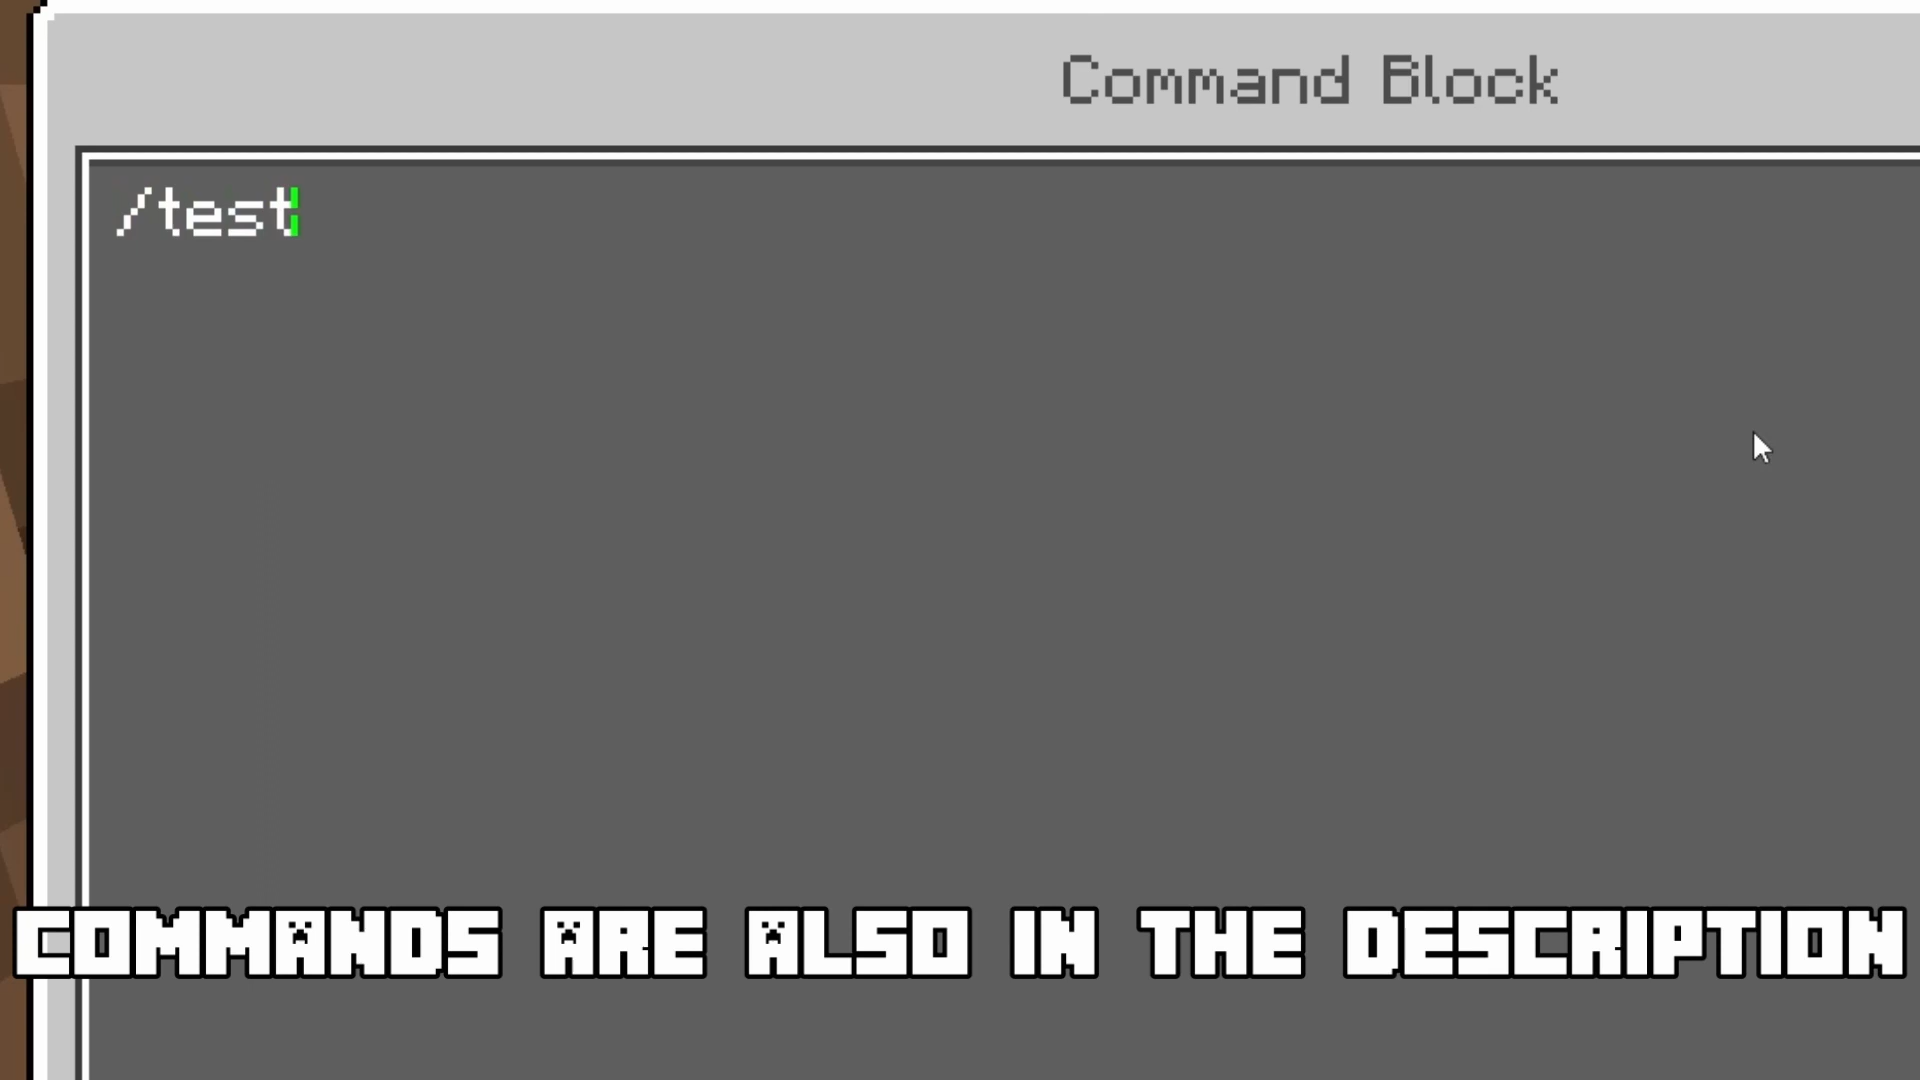 Command Block
/test
COMMANDS ARE ALSO IN THE DESCRIPTION